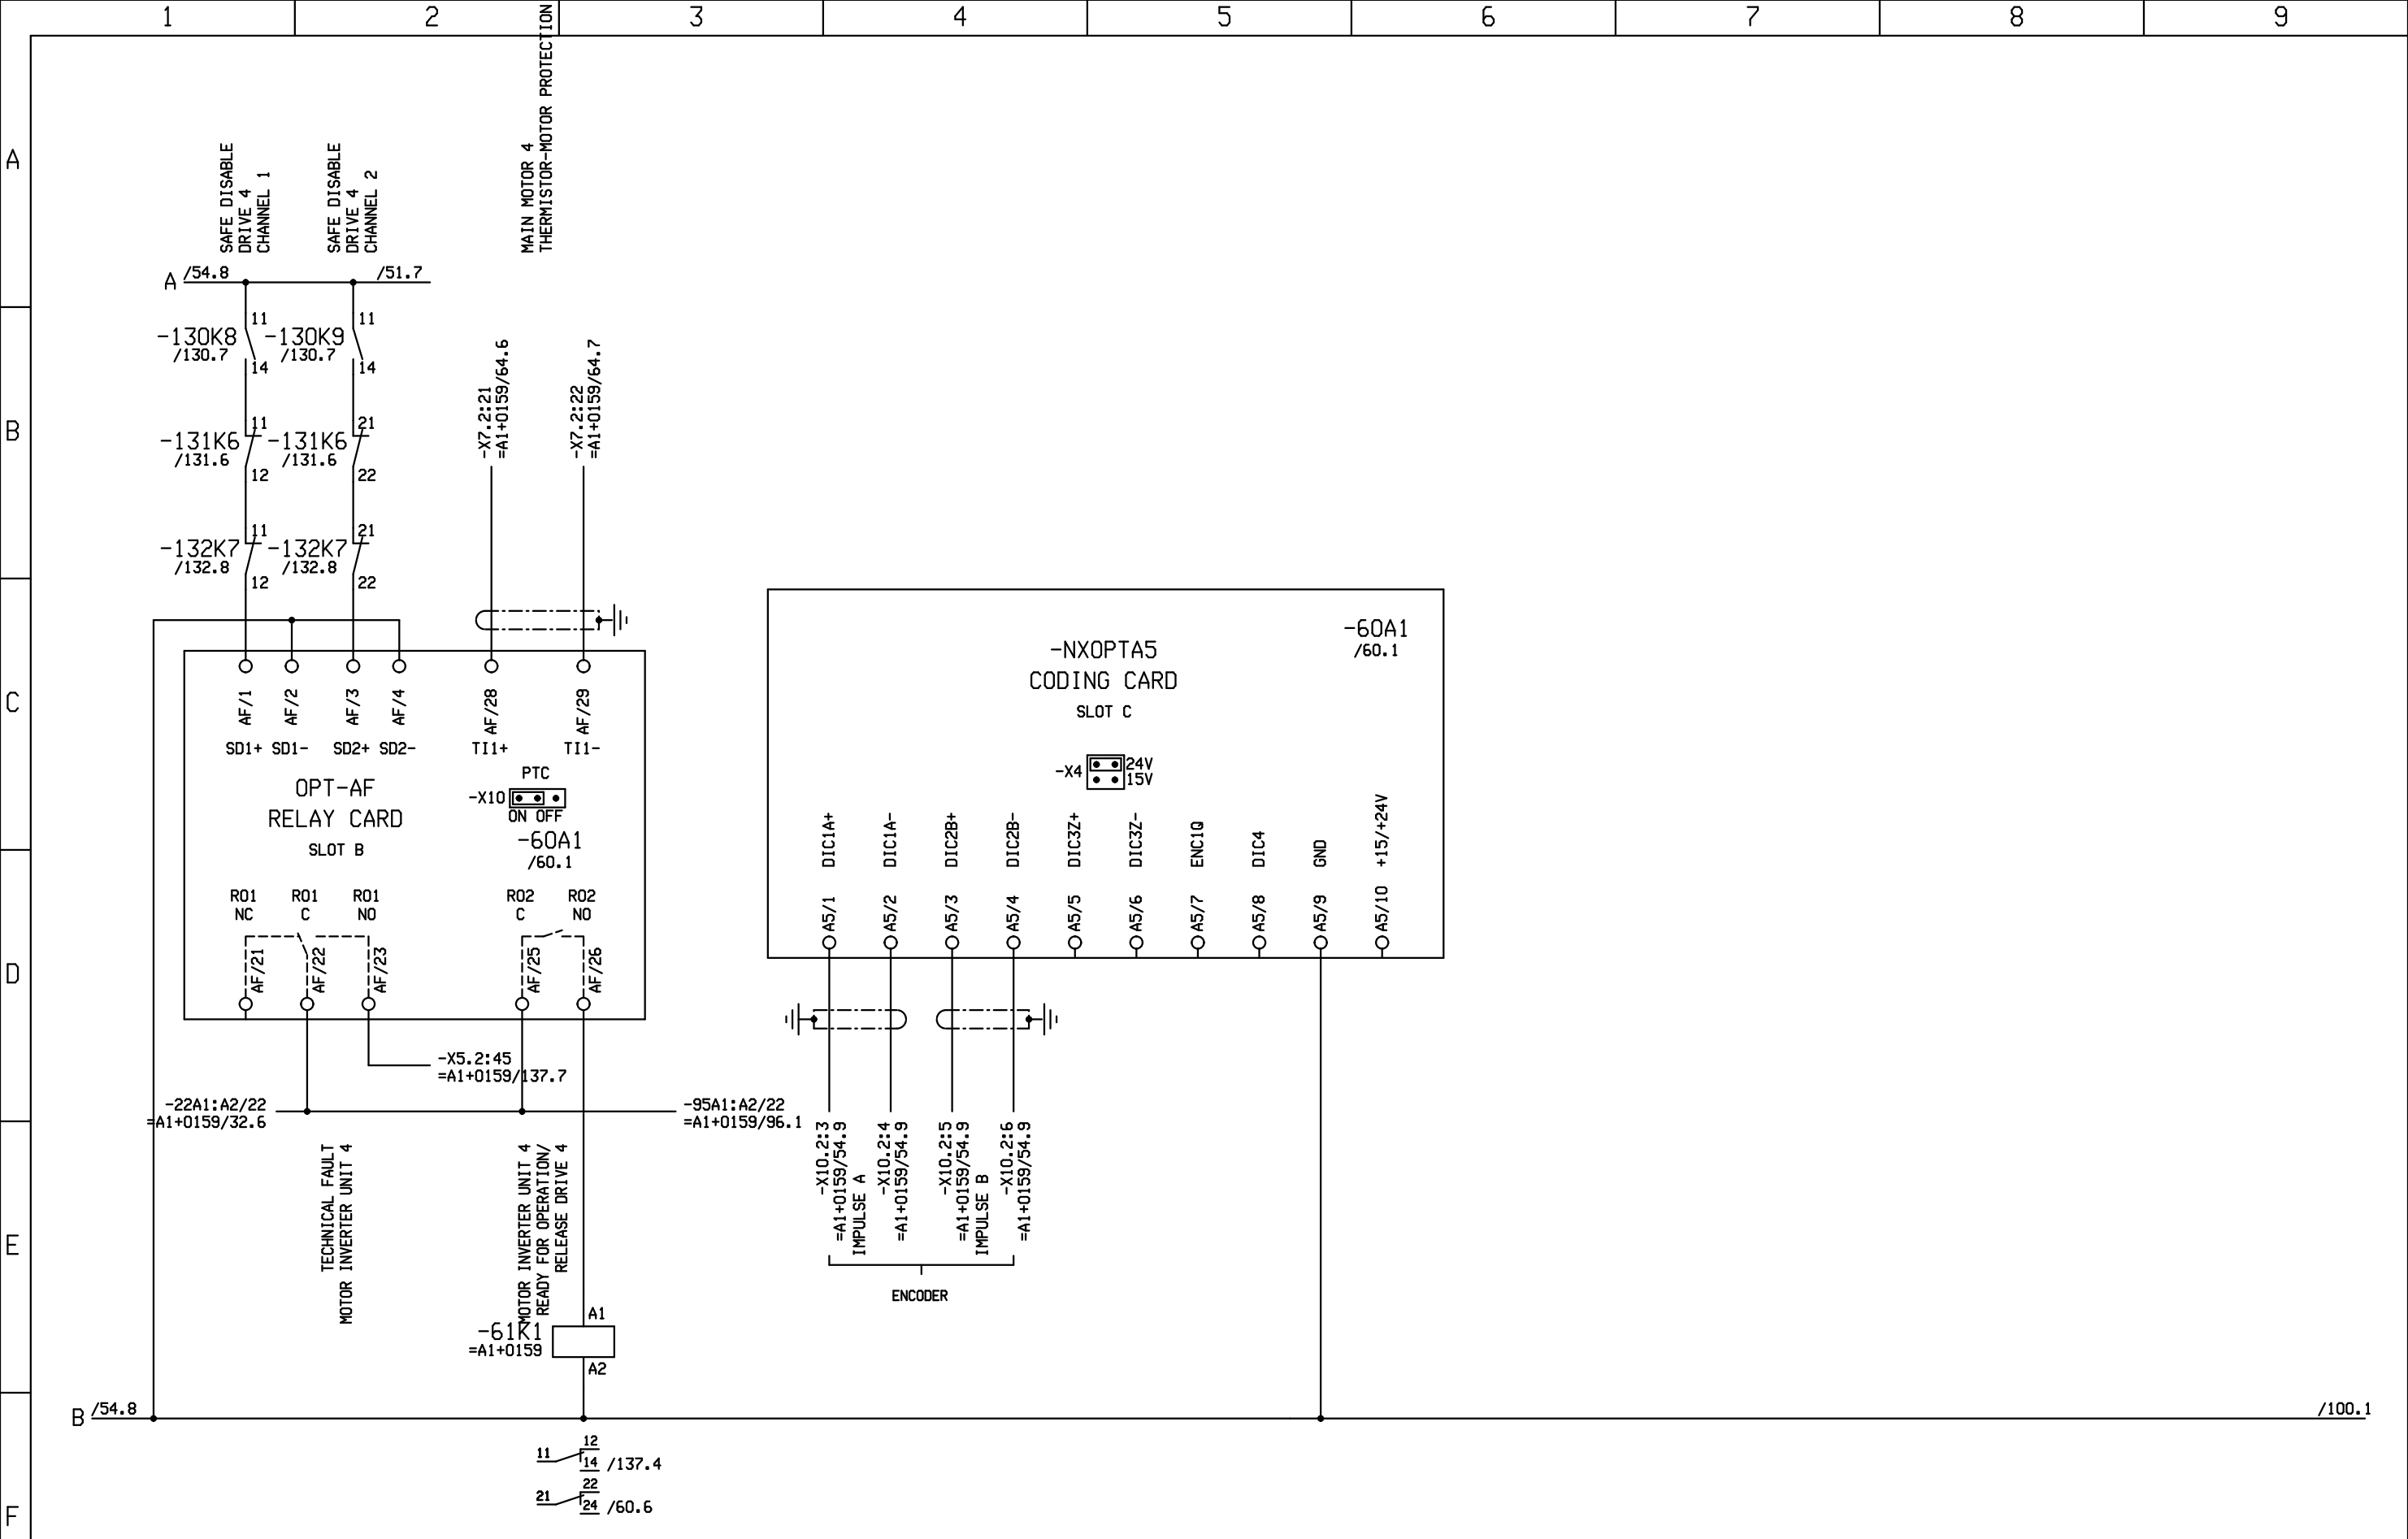 1 2 3 4 5 6 7 8 9
A
B
C
D
E
F
SAFE DISABLE
DRIVE 4
CHANNEL 1
SAFE DISABLE
DRIVE 4
CHANNEL 2
MAIN MOTOR 4
THERMISTOR-MOTOR PROTECTION
A /54.8 /51.7
11 11
-130K8 -130K9
/130.7 /130.7
14 14
11 21
-131K6 -131K6
/131.6 /131.6
12 22
11 21
-132K7 -132K7
/132.8 /132.8
12 22
-X7.2:21
=A1+0159/64.6
-X7.2:22
=A1+0159/64.7
AF/1 AF/2 AF/3 AF/4 AF/28 AF/29
SD1+ SD1- SD2+ SD2- TI1+ TI1-
PTC
-X10
ON OFF
OPT-AF
RELAY CARD
SLOT B
-60A1
/60.1
RO1 RO1 RO1 RO2 RO2
NC C NO C NO
AF/21 AF/22 AF/23 AF/25 AF/26
-X5.2:45
=A1+0159/137.7
-22A1:A2/22
=A1+0159/32.6
-95A1:A2/22
=A1+0159/96.1
TECHNICAL FAULT
MOTOR INVERTER UNIT 4
MOTOR INVERTER UNIT 4
READY FOR OPERATION/
RELEASE DRIVE 4
A1
-61K1
=A1+0159
A2
-NXOPTA5
CODING CARD
SLOT C
-60A1
/60.1
-X4
24V
15V
DIC1A+ DIC1A- DIC2B+ DIC2B- DIC3Z+ DIC3Z- ENC1Q DIC4 GND +15/+24V
A5/1 A5/2 A5/3 A5/4 A5/5 A5/6 A5/7 A5/8 A5/9 A5/10
-X10.2:3
=A1+0159/54.9
IMPULSE A
-X10.2:4
=A1+0159/54.9
-X10.2:5
=A1+0159/54.9
IMPULSE B
-X10.2:6
=A1+0159/54.9
ENCODER
B /54.8 /100.1
12
11
14 /137.4
22
21
24 /60.6